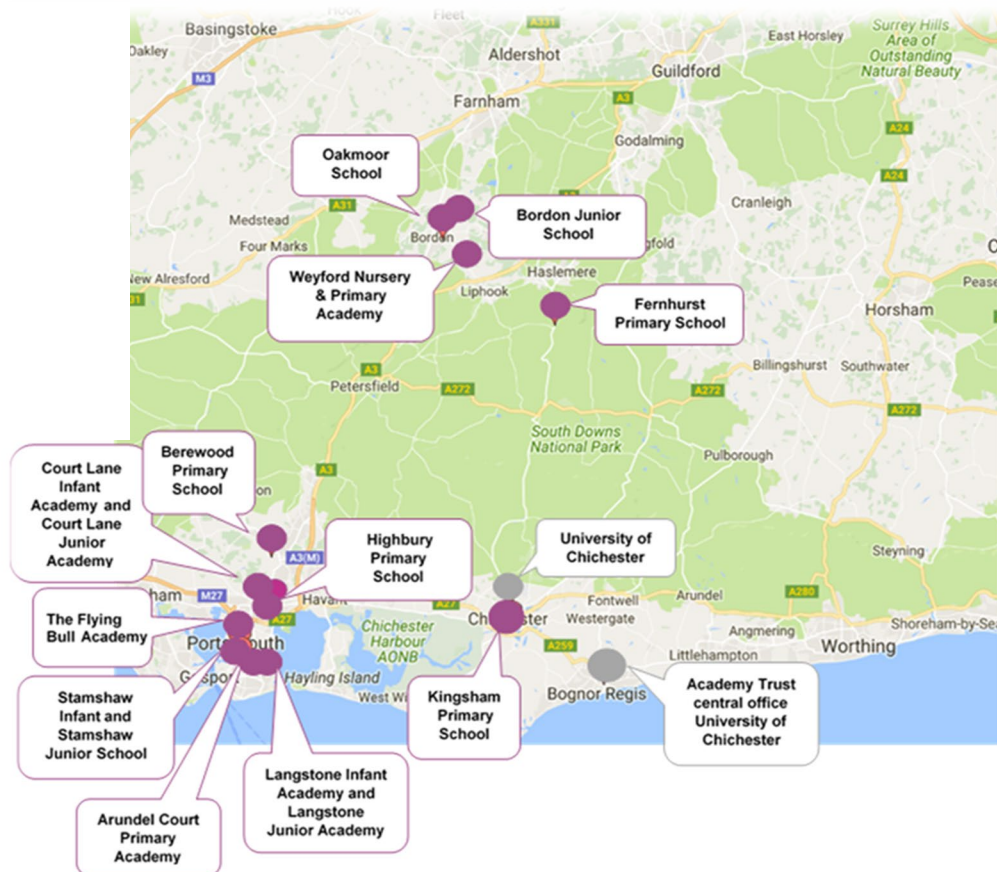 Basingstoke
Hook
Fleet
A331
East Horsley
Surrey Hills
Area of
Outstanding
Natural Beauty
Oakley
Aldershot
Guildford
M3
Farnham
A3
Godalming
A24
A24
Oakmoor
School
Cranleigh
A31
Medstead
Four Marks
Bordon
Bordon Junior
School
New Alresford
Weyford Nursery
& Primary
Academy
Liphook
Haslemere
Horsham
Fernhurst
Primary School
A3
Petersfield
A272
A272
Billingshurst
Southwater
A272
South Downs
National Park
Pulborough
Court Lane
Infant
Academy and
Court Lane
Junior
Academy
Berewood
Primary
School
A3
A3(M)
Highbury
Primary
School
University of
Chichester
Steyning
M27
Havant
A27
A27
Chichester
Fontwell
Westergate
Arundel
A280
Shoreham-by-Sea
The Flying
Bull Academy
Portsmouth
Gosport
Hayling Island
Chichester
Harbour
AONB
A259
Bognor Regis
Littlehampton
Angmering
Worthing
Stamshaw
Infant and
Stamshaw
Junior School
Kingsham
Primary
School
Academy Trust
central office
University of
Chichester
Arundel Court
Primary
Academy
Langstone Infant
Academy and
Langstone
Junior Academy